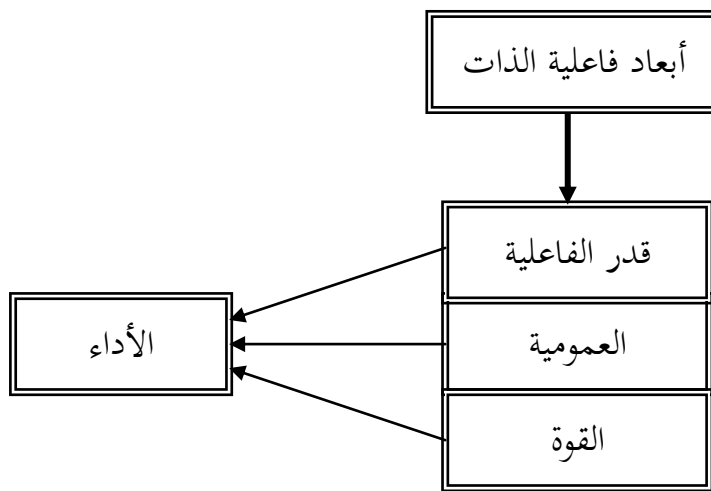 أبعاد فاعلية الذات
قدر الفاعلية
العمومية
الأداء
القوة